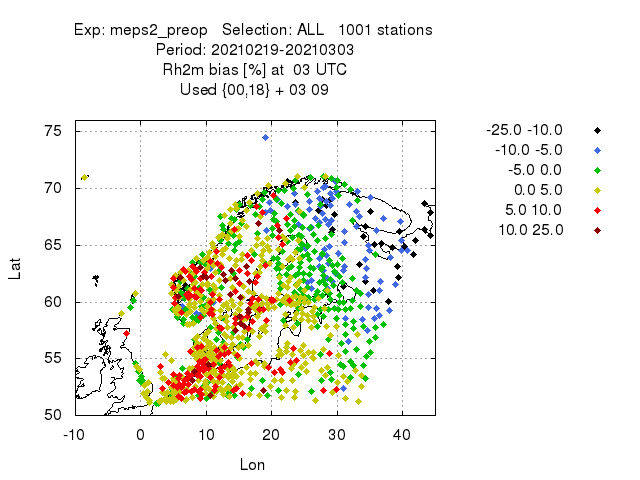 Exp: meps2_preop   Selection: ALL   1001 stations
Period: 20210219-20210303
Rh2m bias [%] at  03 UTC
Used {00,18} + 03 09
-25.0 -10.0
-10.0 -5.0
-5.0 0.0
0.0 5.0
5.0 10.0
10.0 25.0
75
70
65
60
55
50
Lat
-10 0 10 20 30 40
Lon